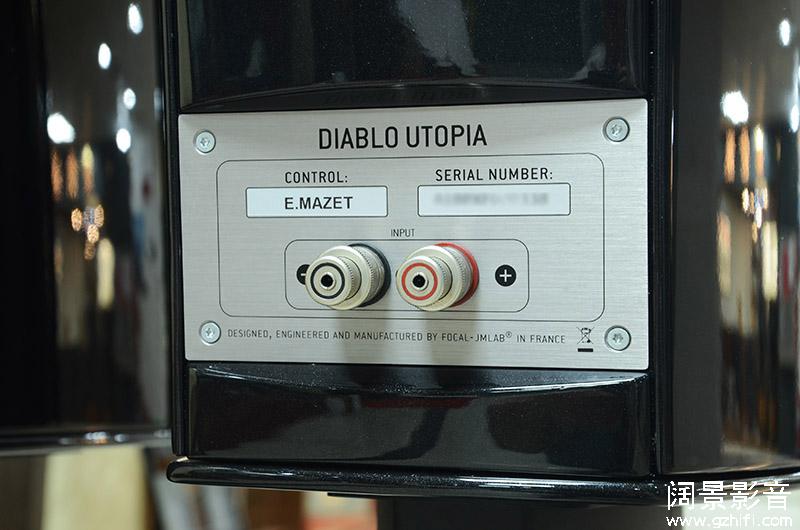 DIABLO UTOPIA
CONTROL: SERIAL NUMBER:
E.MAZET
INPUT
- +
DESIGNED, ENGINEERED AND MANUFACTURED BY FOCAL-JMLAB® IN FRANCE
阔景影音
www.gzhifi.com